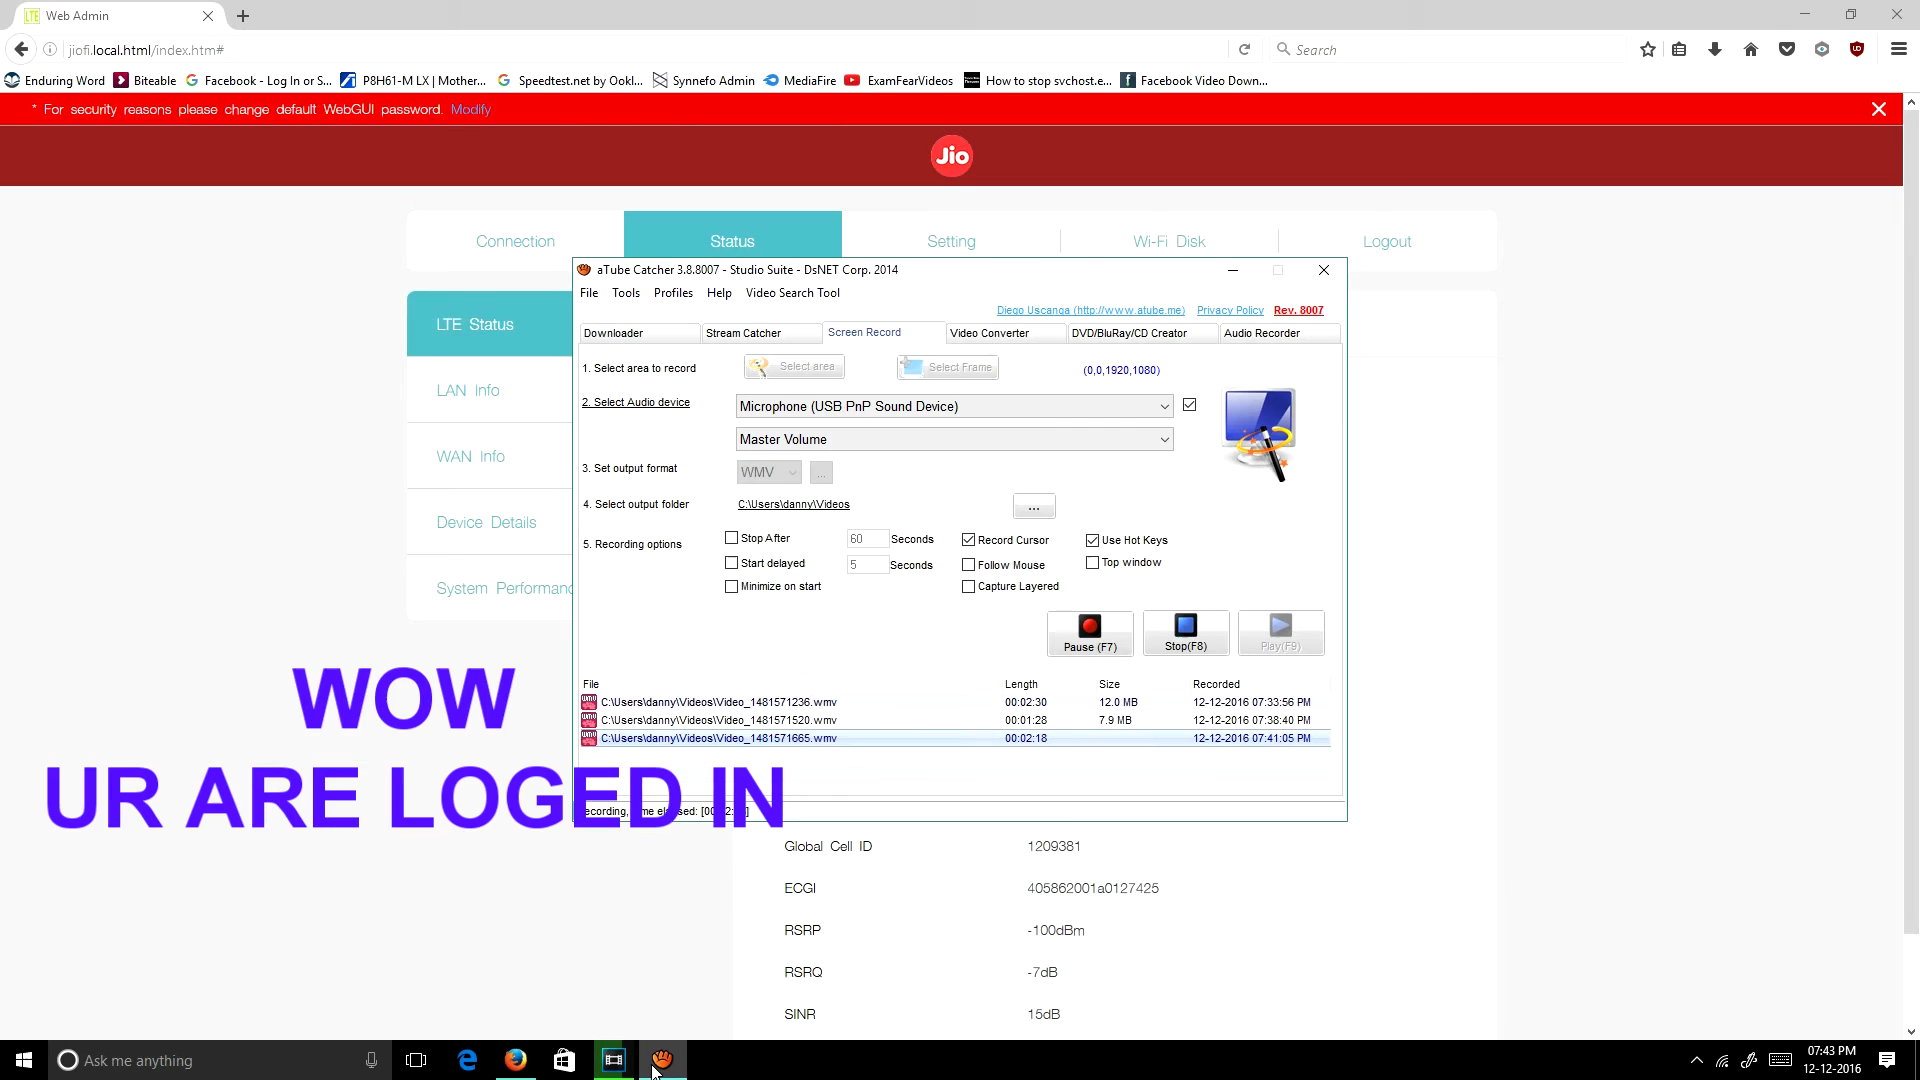 Web Admin
jiofi.local.html/index.htm#
Search
Enduring Word
Biteable
Facebook - Log In or S...
P8H61-M LX | Mother...
Speedtest.net by Ookl...
Synnefo Admin
MediaFire
ExamFearVideos
How to stop svchost.e...
Facebook Video Down...
* For security reasons please change default WebGUI password. Modify
Jio
Connection
Status
Setting
Wi-Fi Disk
Logout
LTE Status
LAN Info
WAN Info
Device Details
System Performanc
aTube Catcher 3.8.8007 - Studio Suite - DsNET Corp. 2014
File Tools Profiles Help Video Search Tool
Diego Uscanga (http://www.atube.me) Privacy Policy Rev. 8007
Downloader Stream Catcher Screen Record Video Converter DVD/BluRay/CD Creator Audio Recorder
1. Select area to record Select area Select Frame (0,0,1920,1080)
2. Select Audio device Microphone (USB PnP Sound Device)
Master Volume
3. Set output format WMV ...
4. Select output folder C:\Users\danny\Videos ...
5. Recording options
Stop After 60 Seconds Record Cursor Use Hot Keys
Start delayed 5 Seconds Follow Mouse Top window
Minimize on start Capture Layered
Pause (F7) Stop(F8) Play(F9)
File Length Size Recorded
C:\Users\danny\Videos\Video_1481571236.wmv 00:02:30 12.0 MB 12-12-2016 07:33:56 PM
C:\Users\danny\Videos\Video_1481571520.wmv 00:01:28 7.9 MB 12-12-2016 07:38:40 PM
C:\Users\danny\Videos\Video_1481571665.wmv 00:02:18 12-12-2016 07:41:05 PM
WOW
UR ARE LOGED IN
Global Cell ID 1209381
ECGI 405862001a0127425
RSRP -100dBm
RSRQ -7dB
SINR 15dB
Ask me anything
07:43 PM
12-12-2016